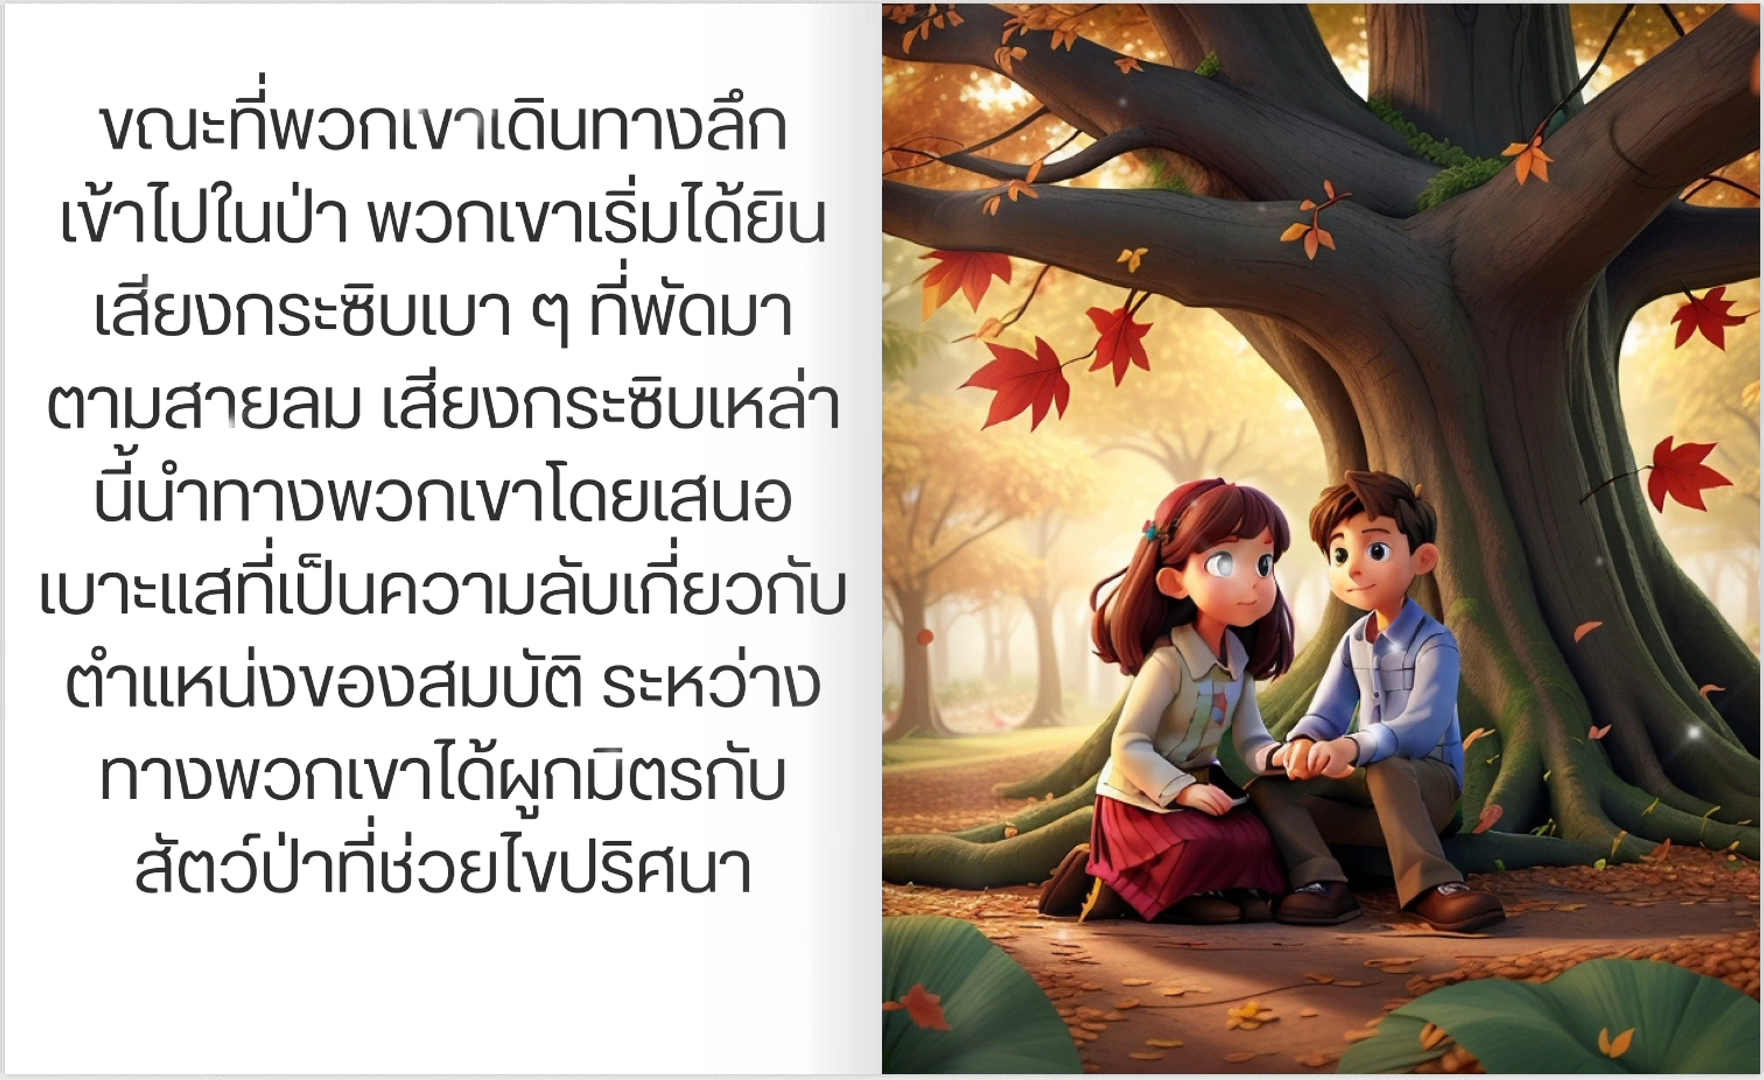 ขณะที่พวกเขาเดินทางลึก
เข้าไปในป่า พวกเขาเริ่มได้ยิน
เสียงกระซิบเบา ๆ ที่พัดมา
ตามสายลม เสียงกระซิบเหล่า
นี้นำทางพวกเขาโดยเสนอ
เบาะแสที่เป็นความลับเกี่ยวกับ
ตำแหน่งของสมบัติ ระหว่าง
ทางพวกเขาได้ผูกมิตรกับ
สัตว์ป่าที่ช่วยไขปริศนา